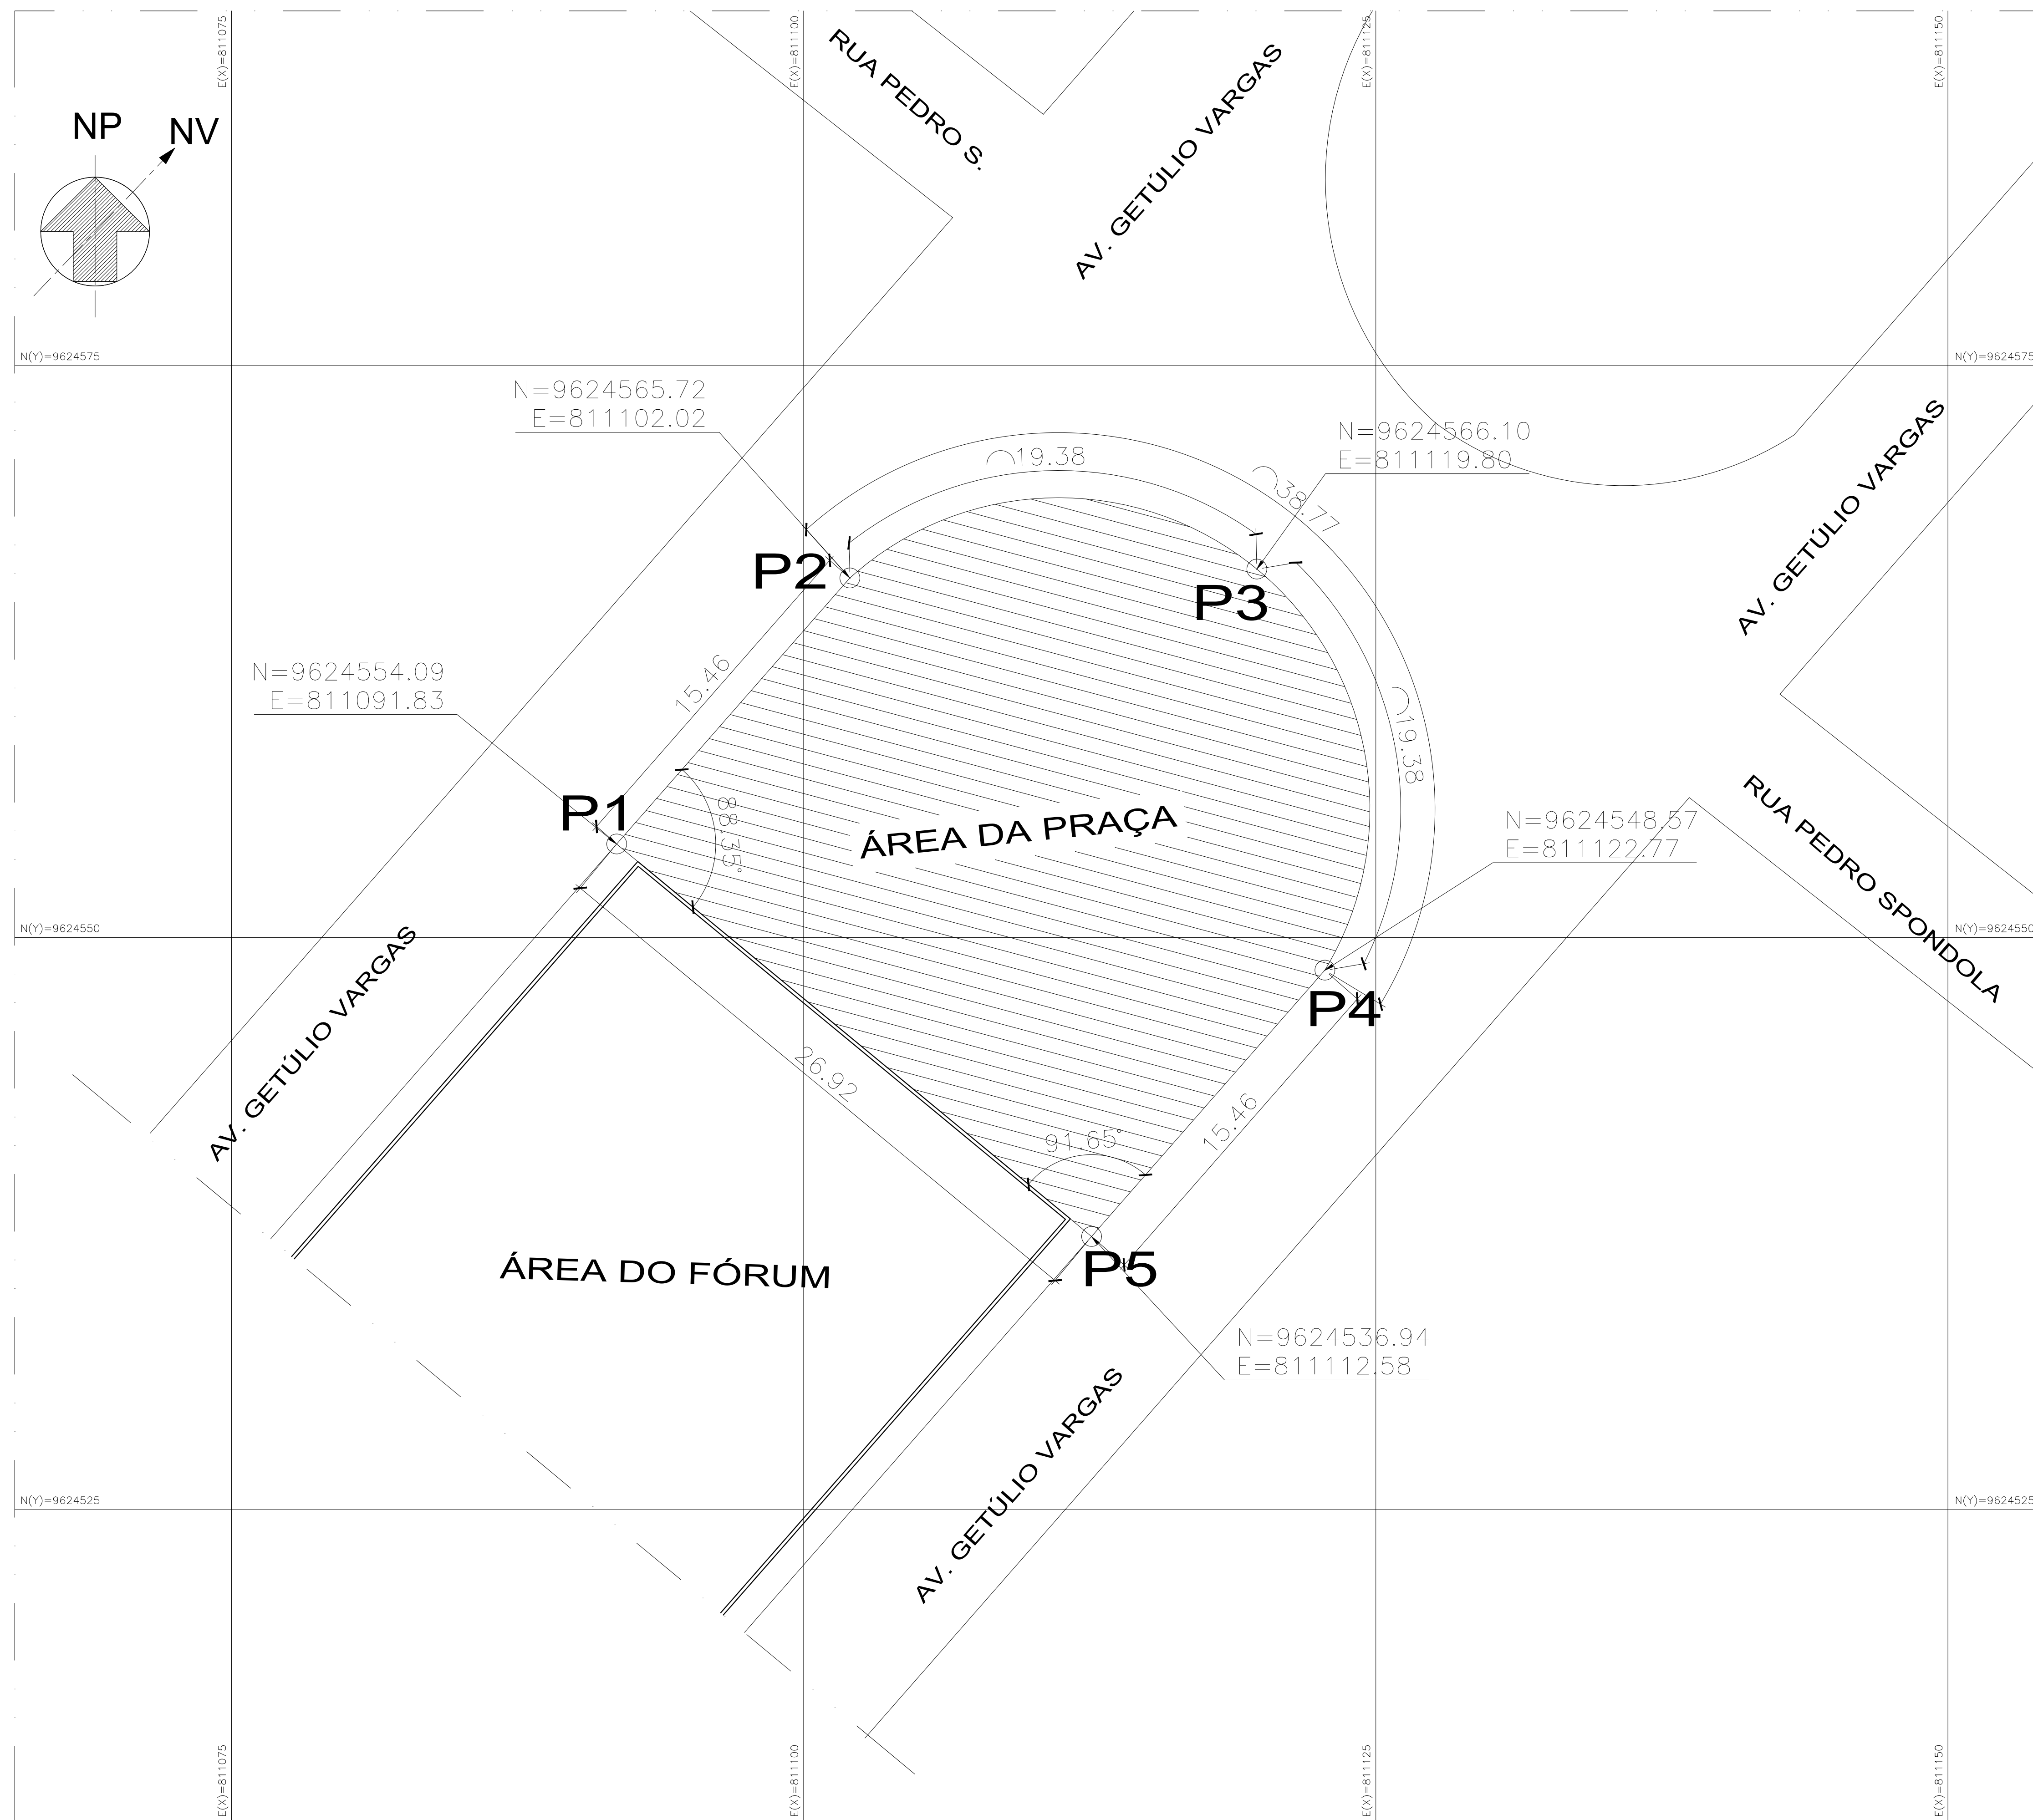 E(X)=811075
E(X)=811100
E(X)=811125
E(X)=811150
RUA PEDRO S.
AV. GETÚLIO VARGAS
NP
NV
N(Y)=9624575
N(Y)=9624575
N=9624565.72
E=811102.02
N=9624566.10
E=811119.80
19.38
38.77
AV. GETÚLIO VARGAS
P2
P3
N=9624554.09
E=811091.83
15.46
19.38
P1
88.35°
ÁREA DA PRAÇA
N=9624548.57
E=811122.77
RUA PEDRO SPONDOLA
N(Y)=9624550
N(Y)=9624550
AV. GETÚLIO VARGAS
P4
26.92
91.65°
15.46
ÁREA DO FÓRUM
P5
N=9624536.94
E=811112.58
AV. GETÚLIO VARGAS
N(Y)=9624525
N(Y)=9624525
E(X)=811075
E(X)=811100
E(X)=811125
E(X)=811150